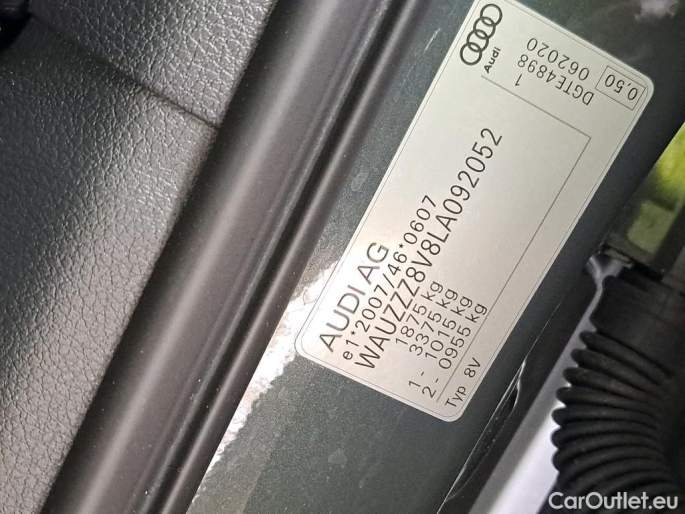 AUDI AG
e1*2007/46*0607
WAUZZZ8V8LA092052
1875 kg
3375 kg
1 - 1015 kg
2 - 0955 kg
Typ 8V
Audi
1
DGTE4898
062020
0.50
CarOutlet.eu